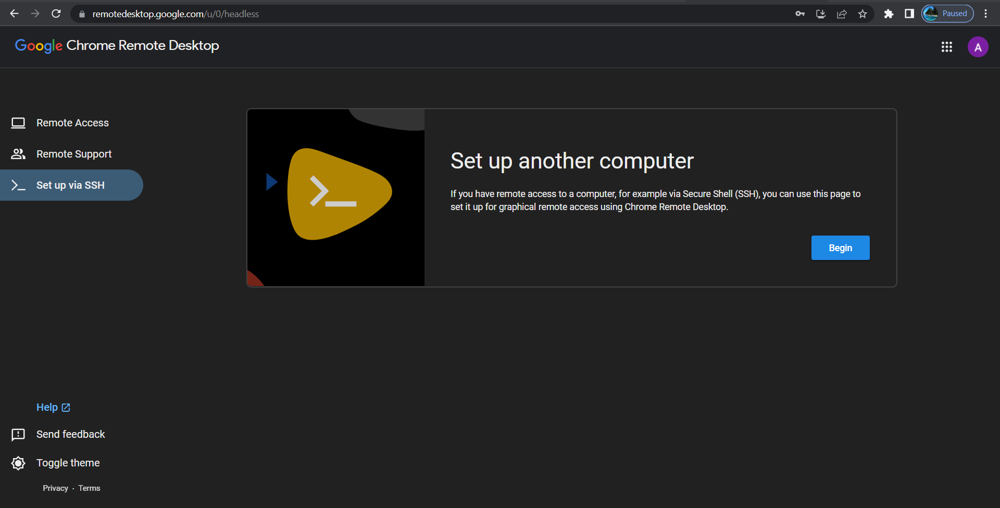 remotedesktop.google.com/u/0/headless
Paused
Google Chrome Remote Desktop
A
Remote Access
Remote Support
Set up via SSH
Set up another computer
If you have remote access to a computer, for example via Secure Shell (SSH), you can use this page to
set it up for graphical remote access using Chrome Remote Desktop.
Begin
Help
Send feedback
Toggle theme
Privacy · Terms